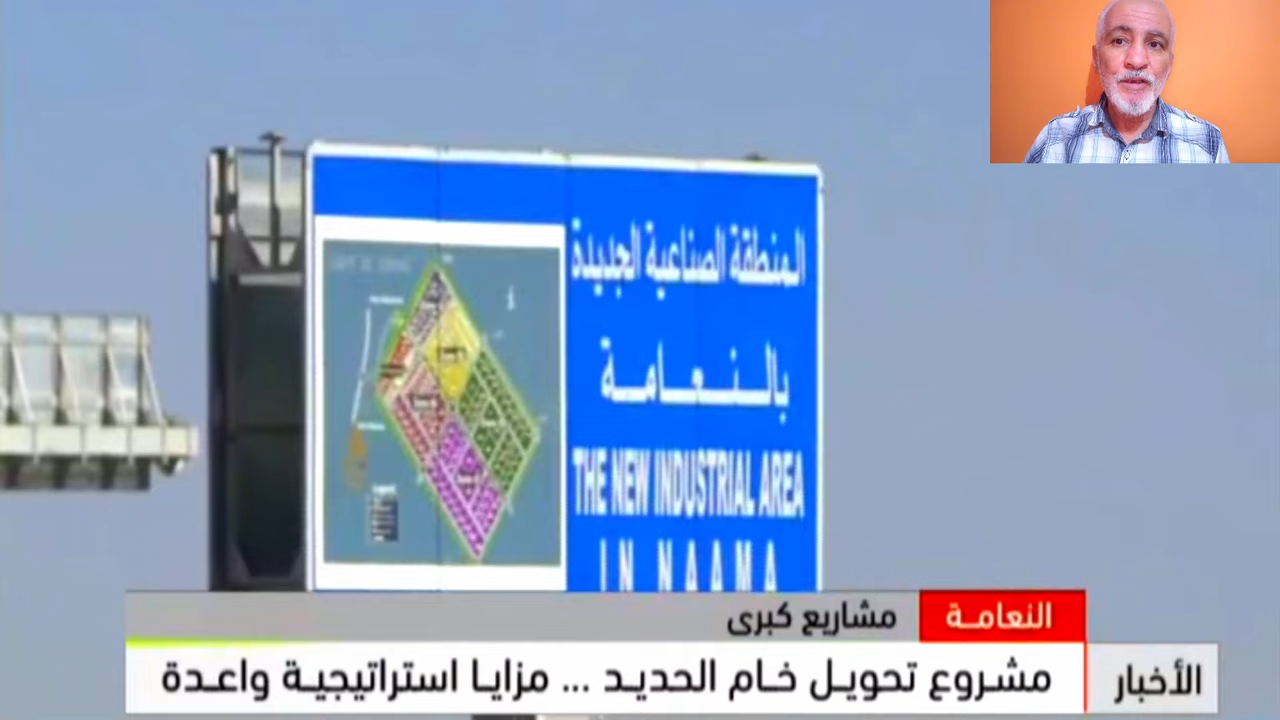 المنطقة الصناعية الجديدة
بالنعامة
THE NEW INDUSTRIAL AREA
IN NAAMA
النعامة
مشاريع كبرى
مشروع تحويل خام الحديد ... مزايا استراتيجية واعدة
الأخبار